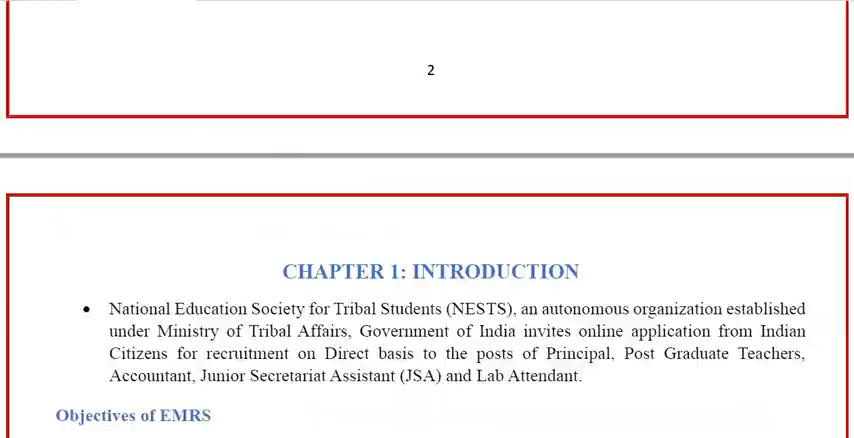 2
CHAPTER 1: INTRODUCTION
• National Education Society for Tribal Students (NESTS), an autonomous organization established
under Ministry of Tribal Affairs, Government of India invites online application from Indian
Citizens for recruitment on Direct basis to the posts of Principal, Post Graduate Teachers,
Accountant, Junior Secretariat Assistant (JSA) and Lab Attendant.
Objectives of EMRS